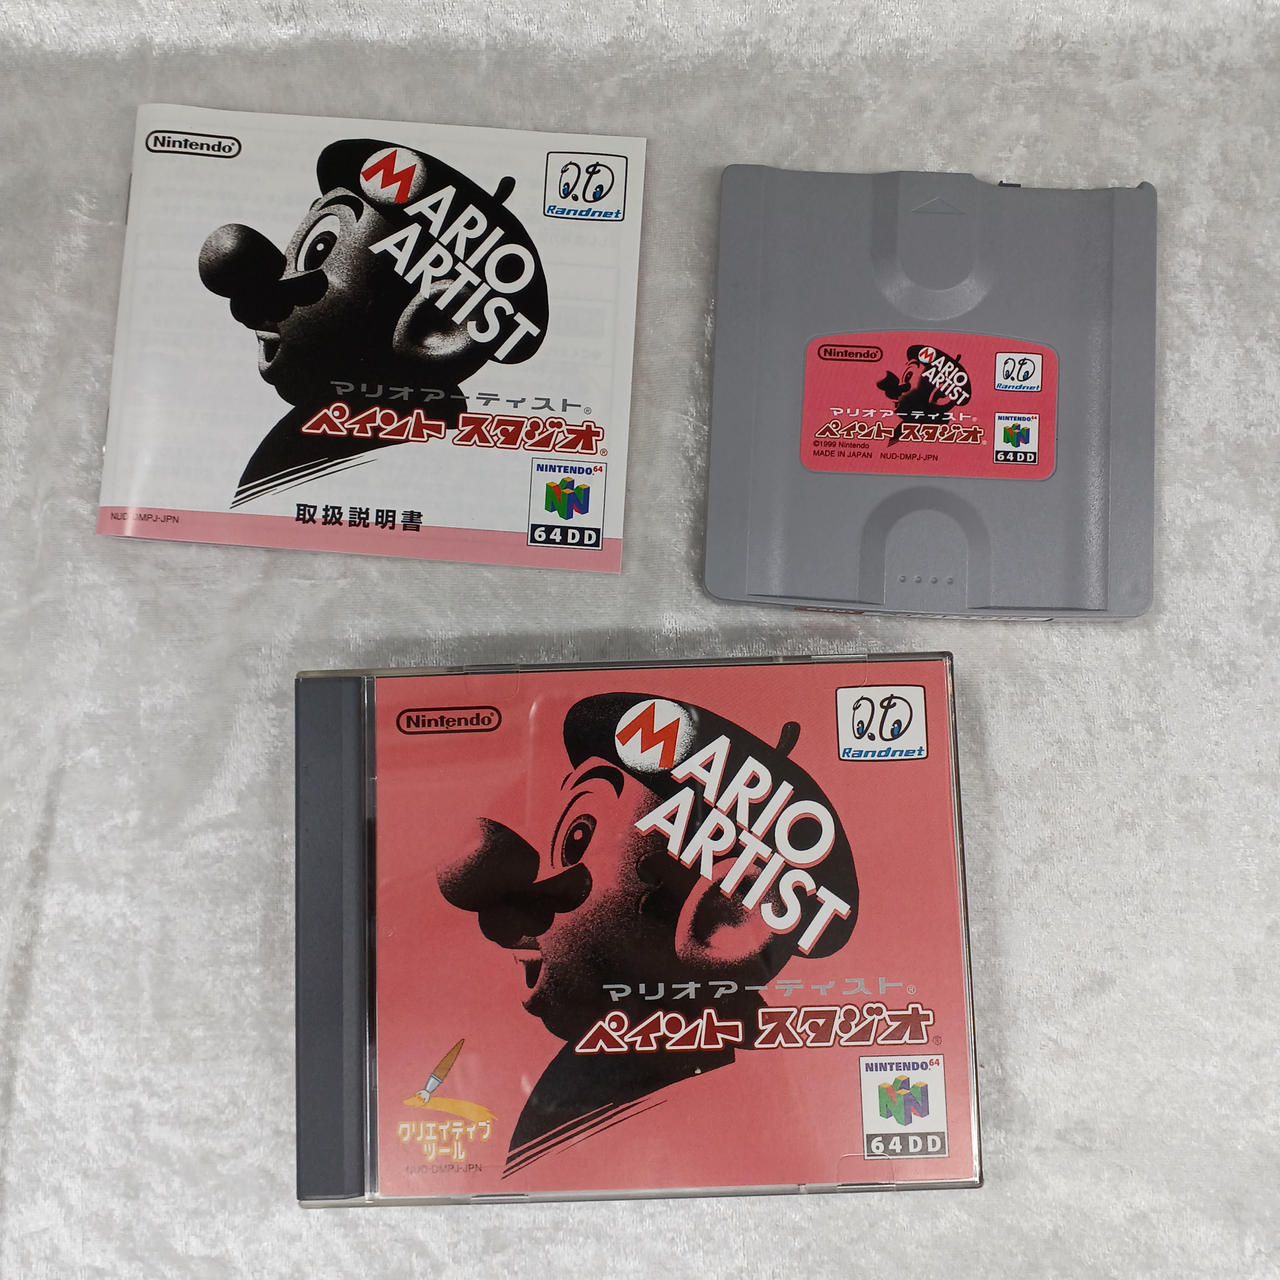 Nintendo®
Randnet
MARIO
ARTIST
マリオアーティスト®
ペイント スタジオ®
NINTENDO64
64DD
取扱説明書
NUD-DMPJ-JPN
Nintendo®
Randnet
MARIO
ARTIST
マリオアーティスト®
ペイント スタジオ®
©1999 Nintendo
MADE IN JAPAN NUD-DMPJ-JPN
NINTENDO64
64DD
Nintendo®
Randnet
MARIO
ARTIST
マリオアーティスト®
ペイント スタジオ®
クリエイティブ
ツール
NUD-DMPJ-JPN
NINTENDO64
64DD